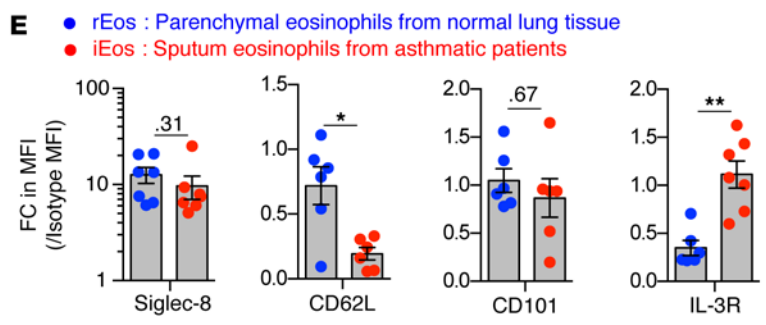 E
rEos : Parenchymal eosinophils from normal lung tissue
iEos : Sputum eosinophils from asthmatic patients
FC in MFI
(/Isotype MFI)
100
10
1
.31
Siglec-8
1.5
1.0
0.5
0.0
*
CD62L
2.0
1.5
1.0
0.5
0.0
.67
CD101
2.0
1.5
1.0
0.5
0.0
**
IL-3R